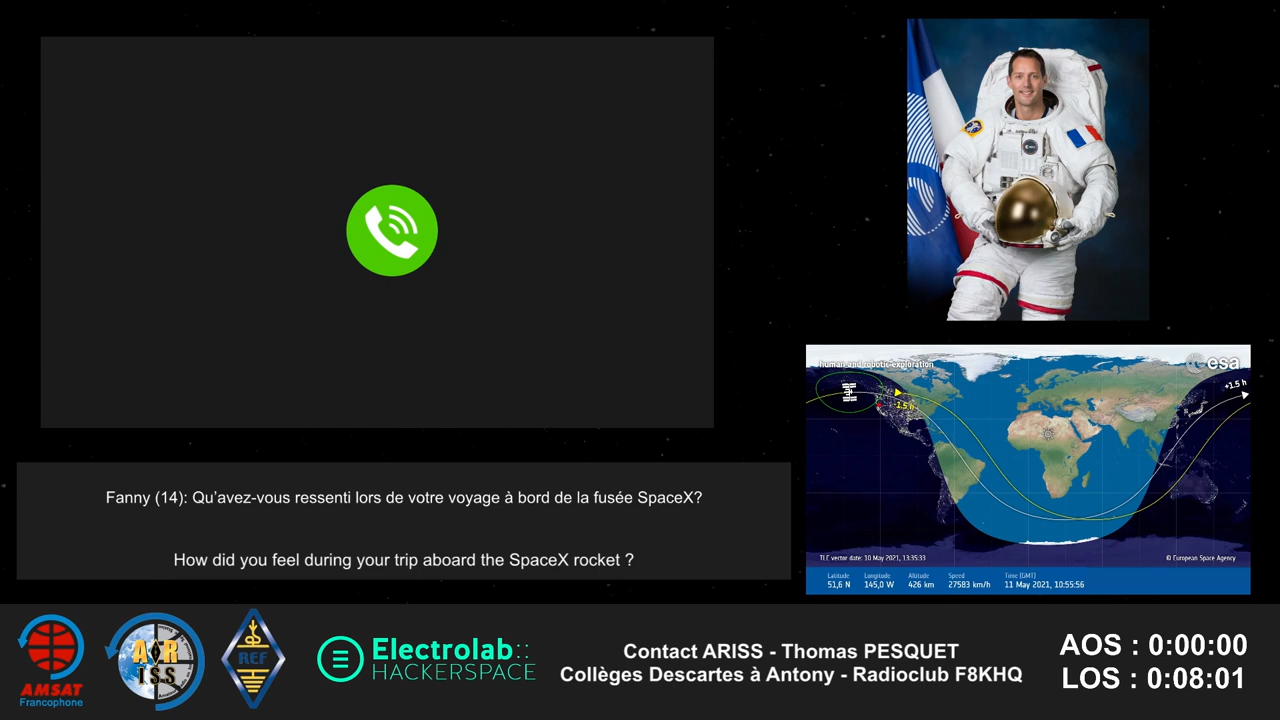 human and robotic exploration
esa
-1.5 h
+1.5 h
TLE vector date: 10 May 2021, 13:35:33
© European Space Agency
Latitude
Longitude
Altitude
Speed
Time [GMT]
51,6 N
145,0 W
426 km
27583 km/h
11 May 2021, 10:55:56
Fanny (14): Qu’avez-vous ressenti lors de votre voyage à bord de la fusée SpaceX?
How did you feel during your trip aboard the SpaceX rocket ?
AMSAT
Francophone
AR
ISS
REF
Electrolab::
HACKERSPACE
Contact ARISS - Thomas PESQUET
Collèges Descartes à Antony - Radioclub F8KHQ
AOS : 0:00:00
LOS : 0:08:01